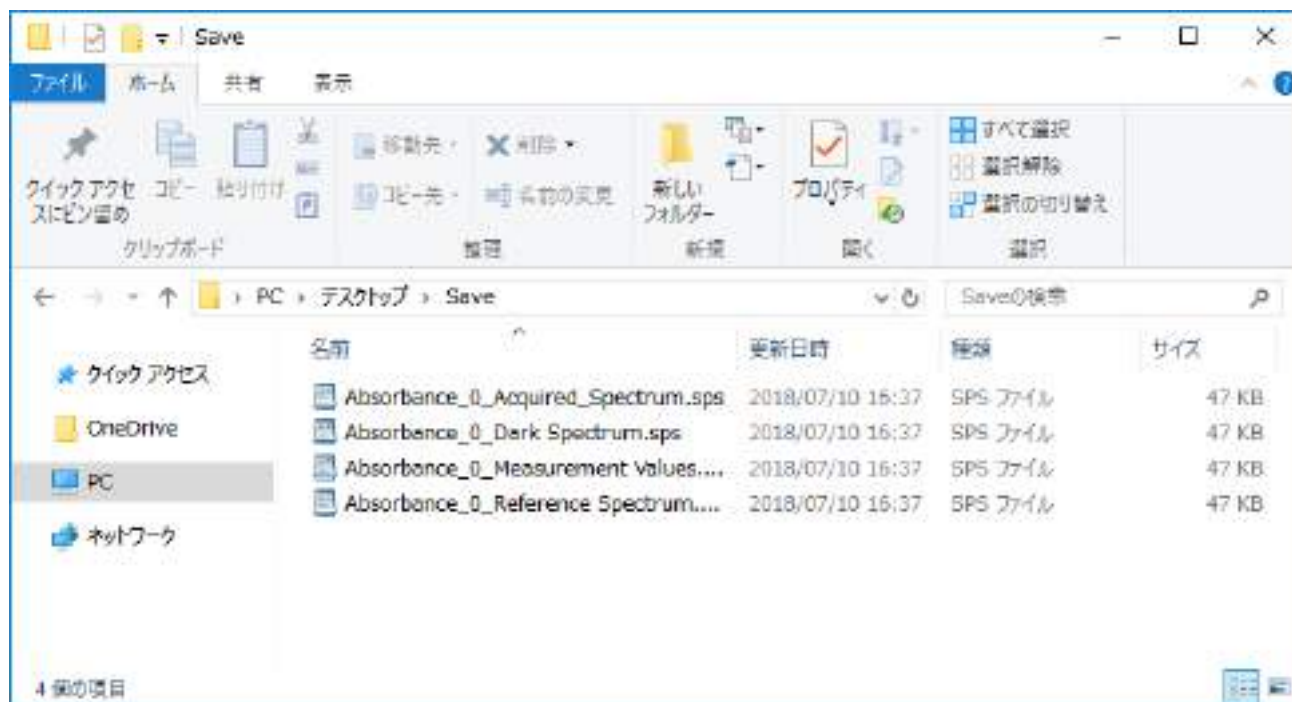 Save
ファイル ホーム 共有 表示
クイック アクセスにピン留め
コピー
貼り付け
移動先
コピー先
削除
名前の変更
新しいフォルダー
プロパティ
すべて選択
選択解除
選択の切り替え
クリップボード 整理 新規 開く 選択
PC › デスクトップ › Save Saveの検索
名前 更新日時 種類 サイズ
クイック アクセス
OneDrive
PC
ネットワーク
Absorbance_0_Acquired_Spectrum.sps 2018/07/10 16:37 SPS ファイル 47 KB
Absorbance_0_Dark Spectrum.sps 2018/07/10 16:37 SPS ファイル 47 KB
Absorbance_0_Measurement Values.... 2018/07/10 16:37 SPS ファイル 47 KB
Absorbance_0_Reference Spectrum.... 2018/07/10 16:37 SPS ファイル 47 KB
4 個の項目